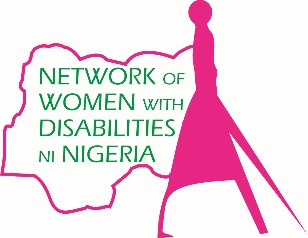 NETWORK OF
WOMEN WITH
DISABILITIES
NI NIGERIA